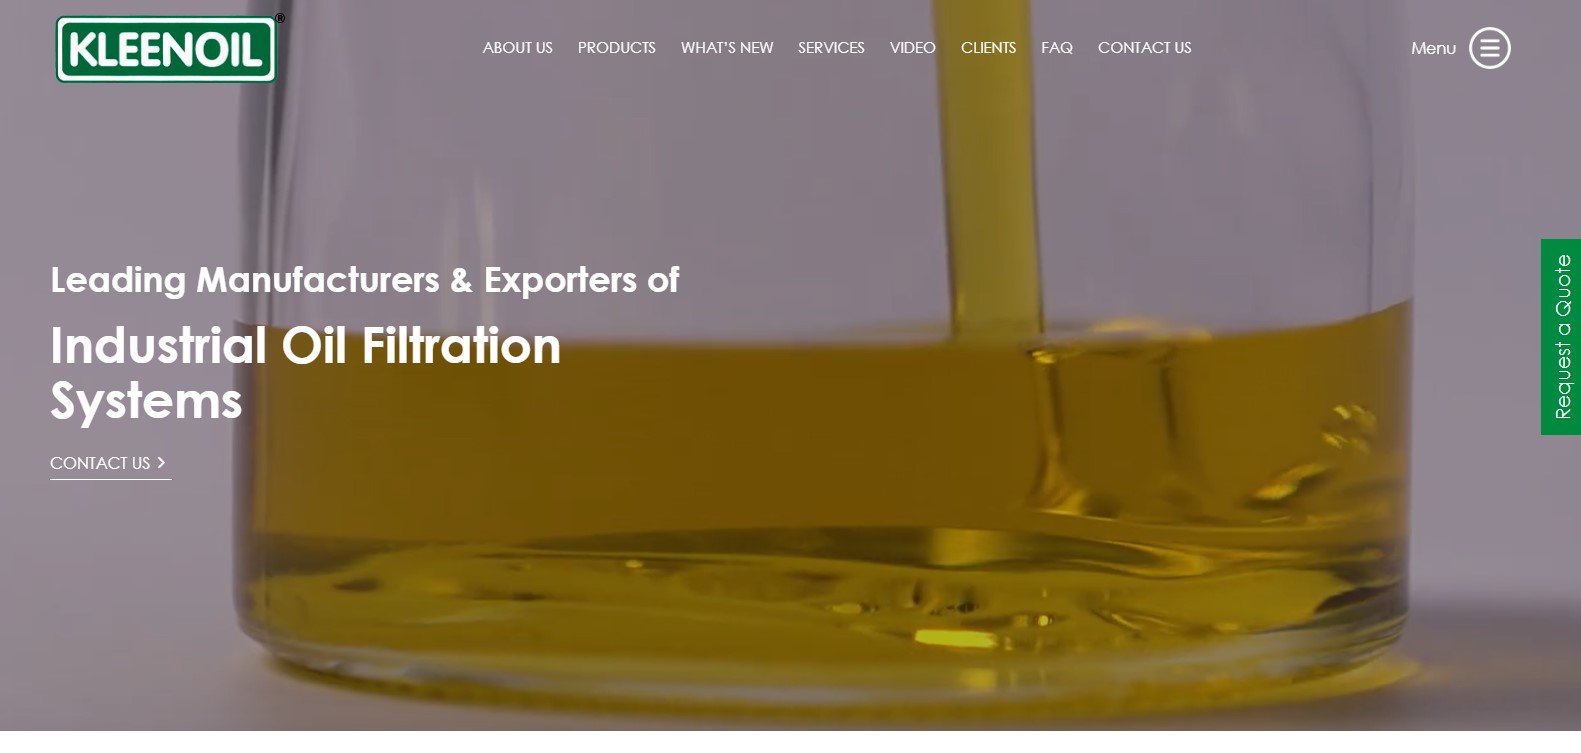 KLEENOIL®
ABOUT US PRODUCTS WHAT'S NEW SERVICES VIDEO CLIENTS FAQ CONTACT US
Menu
Leading Manufacturers & Exporters of
Industrial Oil Filtration
Systems
CONTACT US
Request a Quote